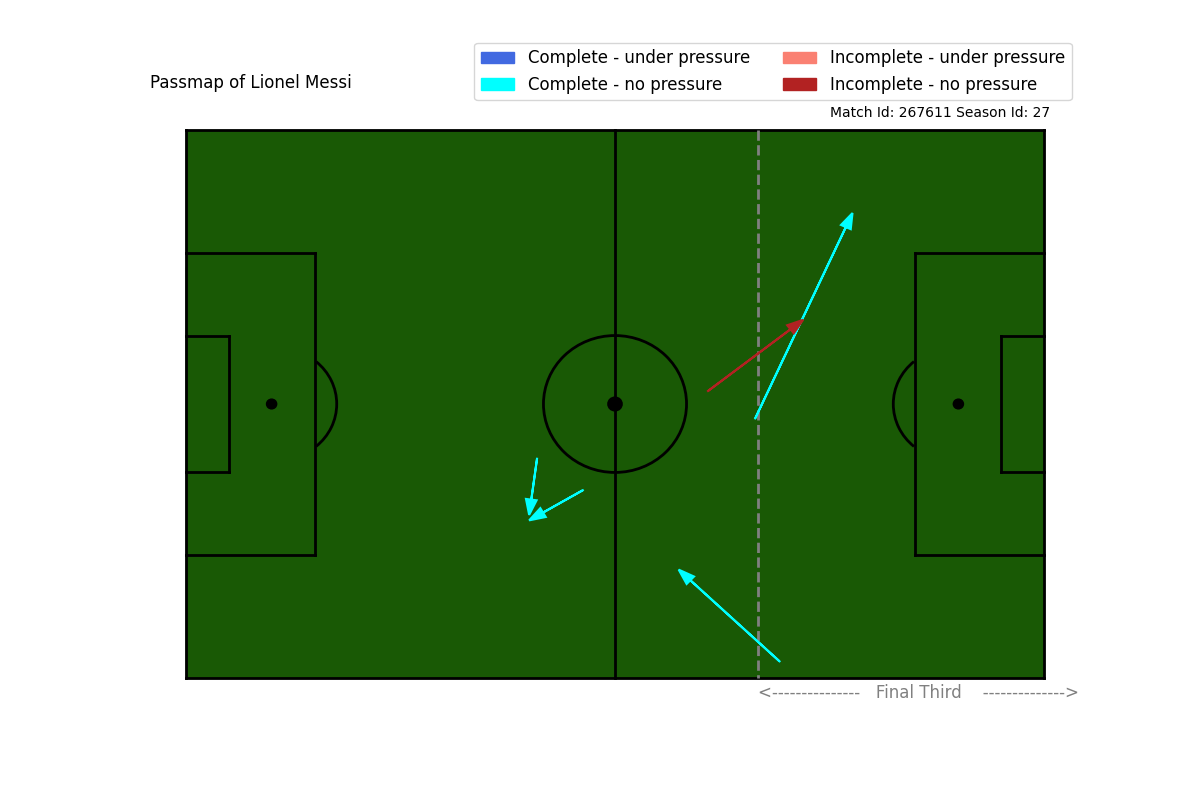 Passmap of Lionel Messi
Complete - under pressure
Complete - no pressure
Incomplete - under pressure
Incomplete - no pressure
Match Id: 267611 Season Id: 27
<--------------- Final Third -------------->